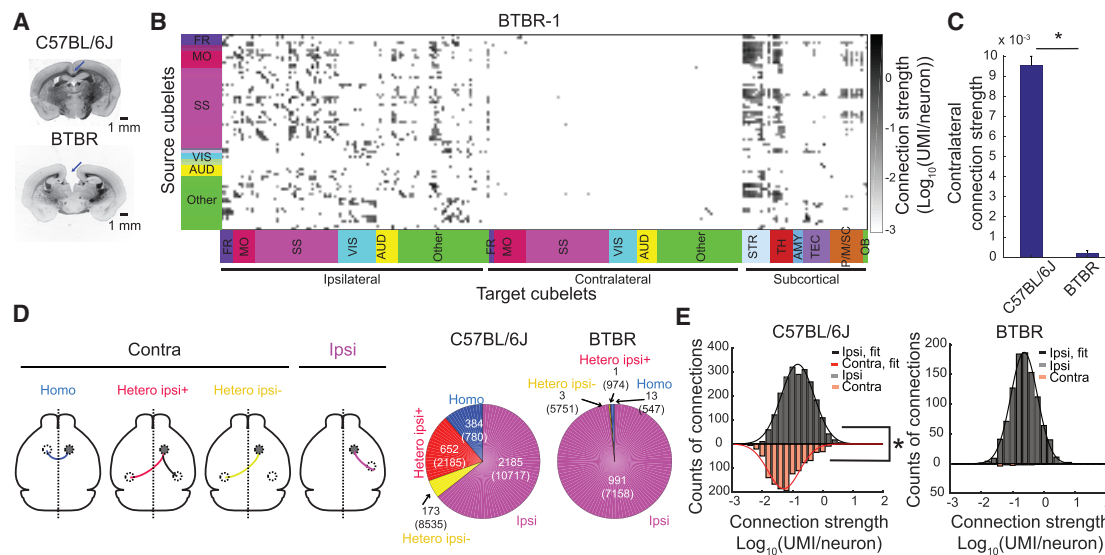 A
C57BL/6J
1 mm
BTBR
1 mm
B
BTBR-1
Source cubelets
FR
MO
SS
VIS
AUD
Other
FR
MO
SS
VIS
AUD
Other
FR
MO
SS
VIS
AUD
Other
STR
TH
AMY
TEC
P/M/SC
OB
Ipsilateral
Contralateral
Subcortical
Target cubelets
0
-1
-2
-3
Connection strength
(Log10(UMI/neuron))
C
x 10-3
*
10
9
8
7
6
5
4
3
2
1
0
Contralateral
connection strength
C57BL/6J
BTBR
D
Contra
Ipsi
Homo
Hetero ipsi+
Hetero ipsi-
C57BL/6J
Homo
384
(780)
Hetero ipsi+
652
(2185)
2185
(10717)
173
(8535)
Hetero ipsi-
Ipsi
BTBR
Hetero ipsi+
1
(974)
Hetero ipsi-
3
(5751)
Homo
13
(547)
991
(7158)
Ipsi
E
C57BL/6J
Counts of connections
400
300
200
100
0
100
200
-3
-2
-1
0
1
2
Ipsi, fit
Contra, fit
Ipsi
Contra
*
Connection strength
Log10(UMI/neuron)
BTBR
Counts of connections
200
150
100
50
0
50
-3
-2
-1
0
1
Ipsi, fit
Ipsi
Contra
Connection strength
Log10(UMI/neuron)